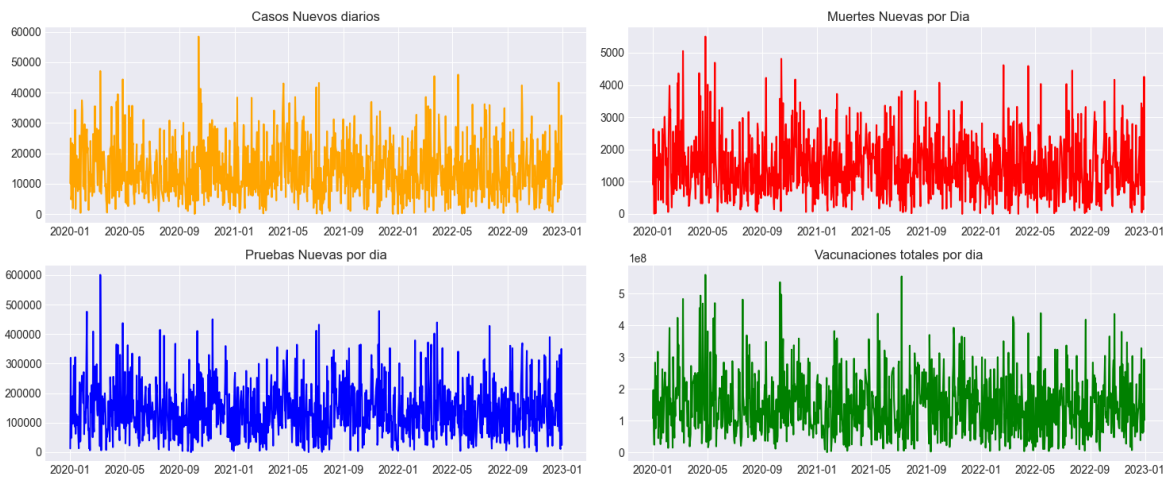 Casos Nuevos diarios
60000
50000
40000
30000
20000
10000
0
2020-01 2020-05 2020-09 2021-01 2021-05 2021-09 2022-01 2022-05 2022-09 2023-01
Muertes Nuevas por Dia
5000
4000
3000
2000
1000
0
2020-01 2020-05 2020-09 2021-01 2021-05 2021-09 2022-01 2022-05 2022-09 2023-01
Pruebas Nuevas por dia
600000
500000
400000
300000
200000
100000
0
2020-01 2020-05 2020-09 2021-01 2021-05 2021-09 2022-01 2022-05 2022-09 2023-01
Vacunaciones totales por dia
1e8
5
4
3
2
1
0
2020-01 2020-05 2020-09 2021-01 2021-05 2021-09 2022-01 2022-05 2022-09 2023-01